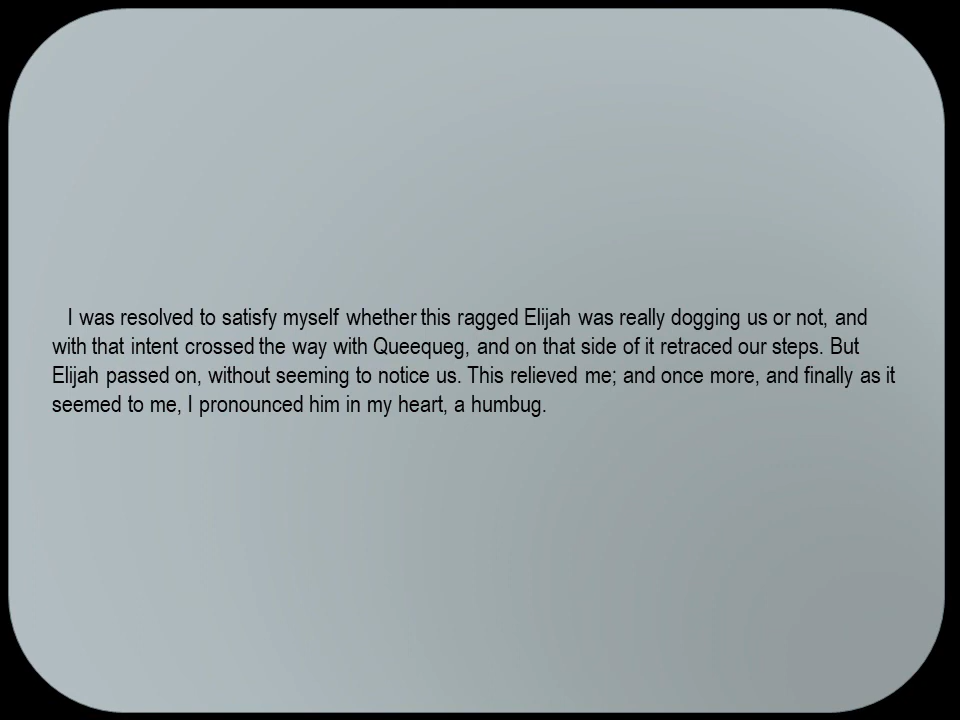 I was resolved to satisfy myself whether this ragged Elijah was really dogging us or not, and
with that intent crossed the way with Queequeg, and on that side of it retraced our steps. But
Elijah passed on, without seeming to notice us. This relieved me; and once more, and finally as it
seemed to me, I pronounced him in my heart, a humbug.